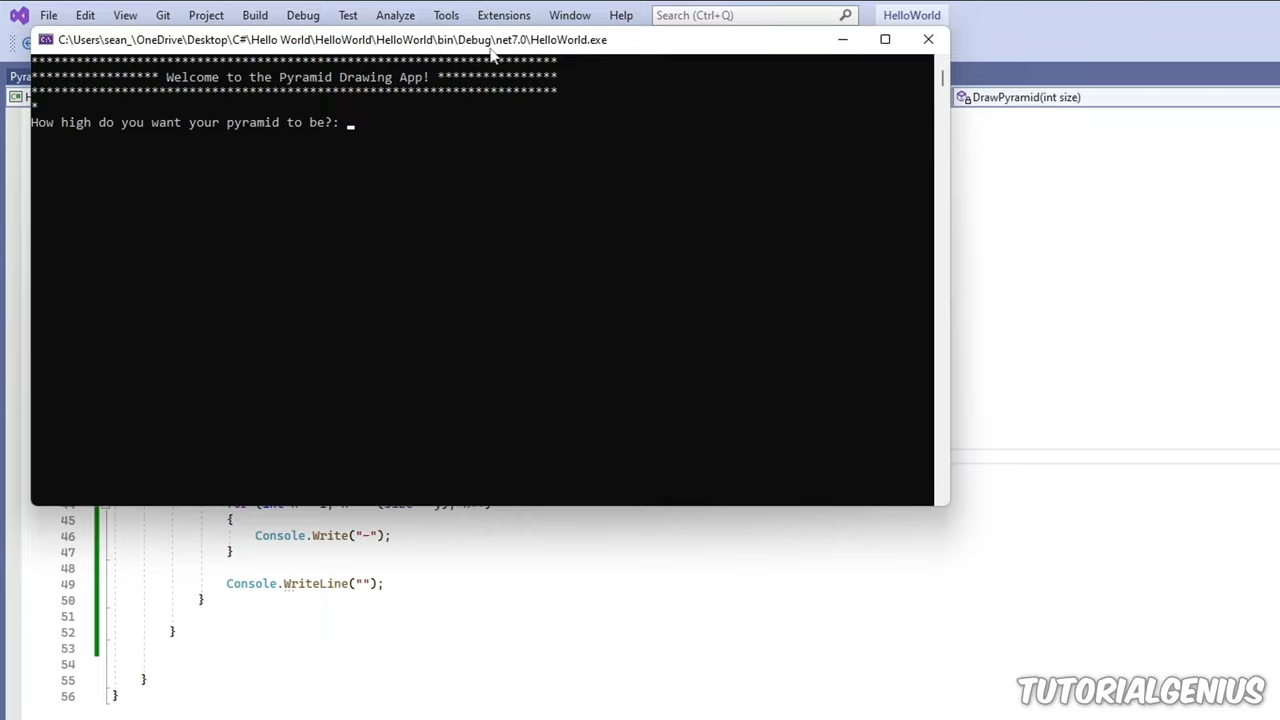 File Edit View Git Project Build Debug Test Analyze Tools Extensions Window Help Search (Ctrl+Q) HelloWorld
C:\Users\sean_\OneDrive\Desktop\C#\Hello World\HelloWorld\HelloWorld\bin\Debug\net7.0\HelloWorld.exe
**********************************************************************
Pyra ***************** Welcome to the Pyramid Drawing App! ****************
**********************************************************************
DrawPyramid(int size)
*
How high do you want your pyramid to be?:
45 {
46 Console.Write("-");
47 }
48
49 Console.WriteLine("");
50 }
51
52 }
53
54
55 }
56 }
TUTORIALGENIUS